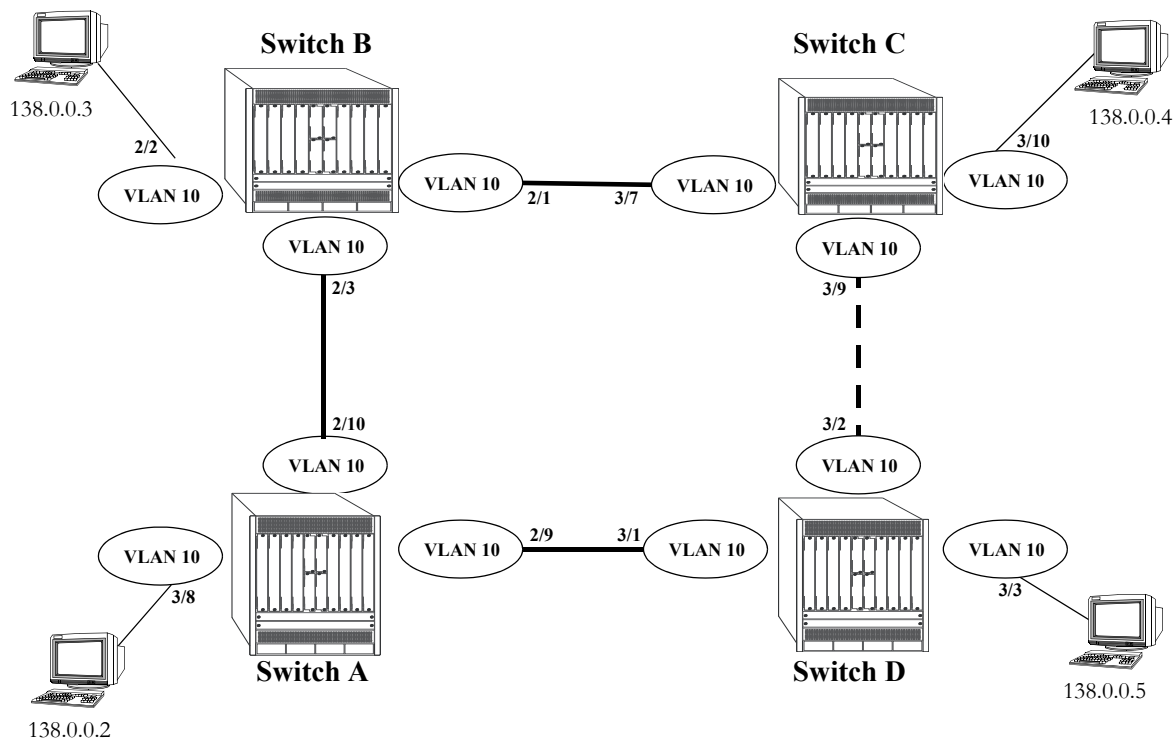 Switch B
Switch C
138.0.0.3
138.0.0.4
2/2
3/10
VLAN 10
VLAN 10
VLAN 10
VLAN 10
2/1
3/7
VLAN 10
VLAN 10
2/3
3/9
2/10
3/2
VLAN 10
VLAN 10
VLAN 10
VLAN 10
2/9
3/1
VLAN 10
VLAN 10
3/8
3/3
Switch A
Switch D
138.0.0.5
138.0.0.2